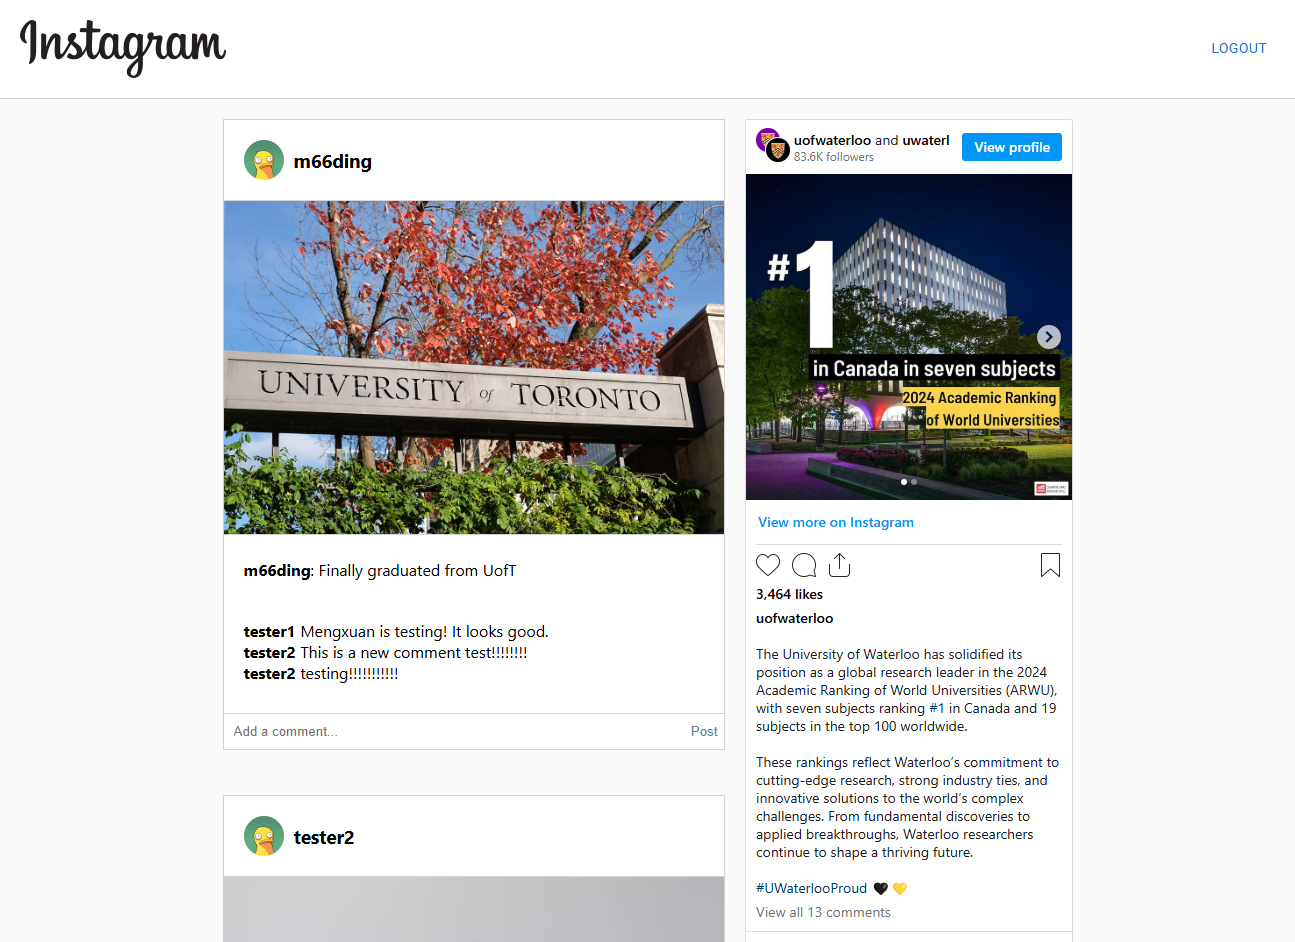 Instagram
LOGOUT
m66ding
UNIVERSITY of TORONTO
m66ding: Finally graduated from UofT
tester1 Mengxuan is testing! It looks good.
tester2 This is a new comment test!!!!!!!!
tester2 testing!!!!!!!!!!!
Add a comment...
Post
tester2
uofwaterloo and uwaterl
83.6K followers
View profile
#1
in Canada in seven subjects
2024 Academic Ranking
of World Universities
View more on Instagram
3,464 likes
uofwaterloo
The University of Waterloo has solidified its
position as a global research leader in the 2024
Academic Ranking of World Universities (ARWU),
with seven subjects ranking #1 in Canada and 19
subjects in the top 100 worldwide.
These rankings reflect Waterloo’s commitment to
cutting-edge research, strong industry ties, and
innovative solutions to the world’s complex
challenges. From fundamental discoveries to
applied breakthroughs, Waterloo researchers
continue to shape a thriving future.
#UWaterlooProud 🖤💛
View all 13 comments